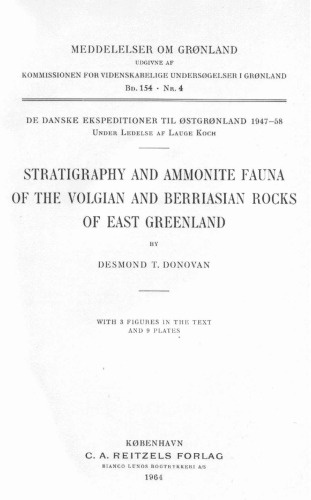 MEDDELELSER OM GRØNLAND
UDGIVNE AF
KOMMISSIONEN FOR VIDENSKABELIGE UNDERSØGELSER I GRØNLAND
BD. 154 · NR. 4
DE DANSKE EKSPEDITIONER TIL ØSTGRØNLAND 1947–58
UNDER LEDELSE AF LAUGE KOCH
STRATIGRAPHY AND AMMONITE FAUNA
OF THE VOLGIAN AND BERRIASIAN ROCKS
OF EAST GREENLAND
BY
DESMOND T. DONOVAN
WITH 3 FIGURES IN THE TEXT
AND 9 PLATES
KØBENHAVN
C. A. REITZELS FORLAG
BIANCO LUNOS BOGTRYKKERI A/S
1964